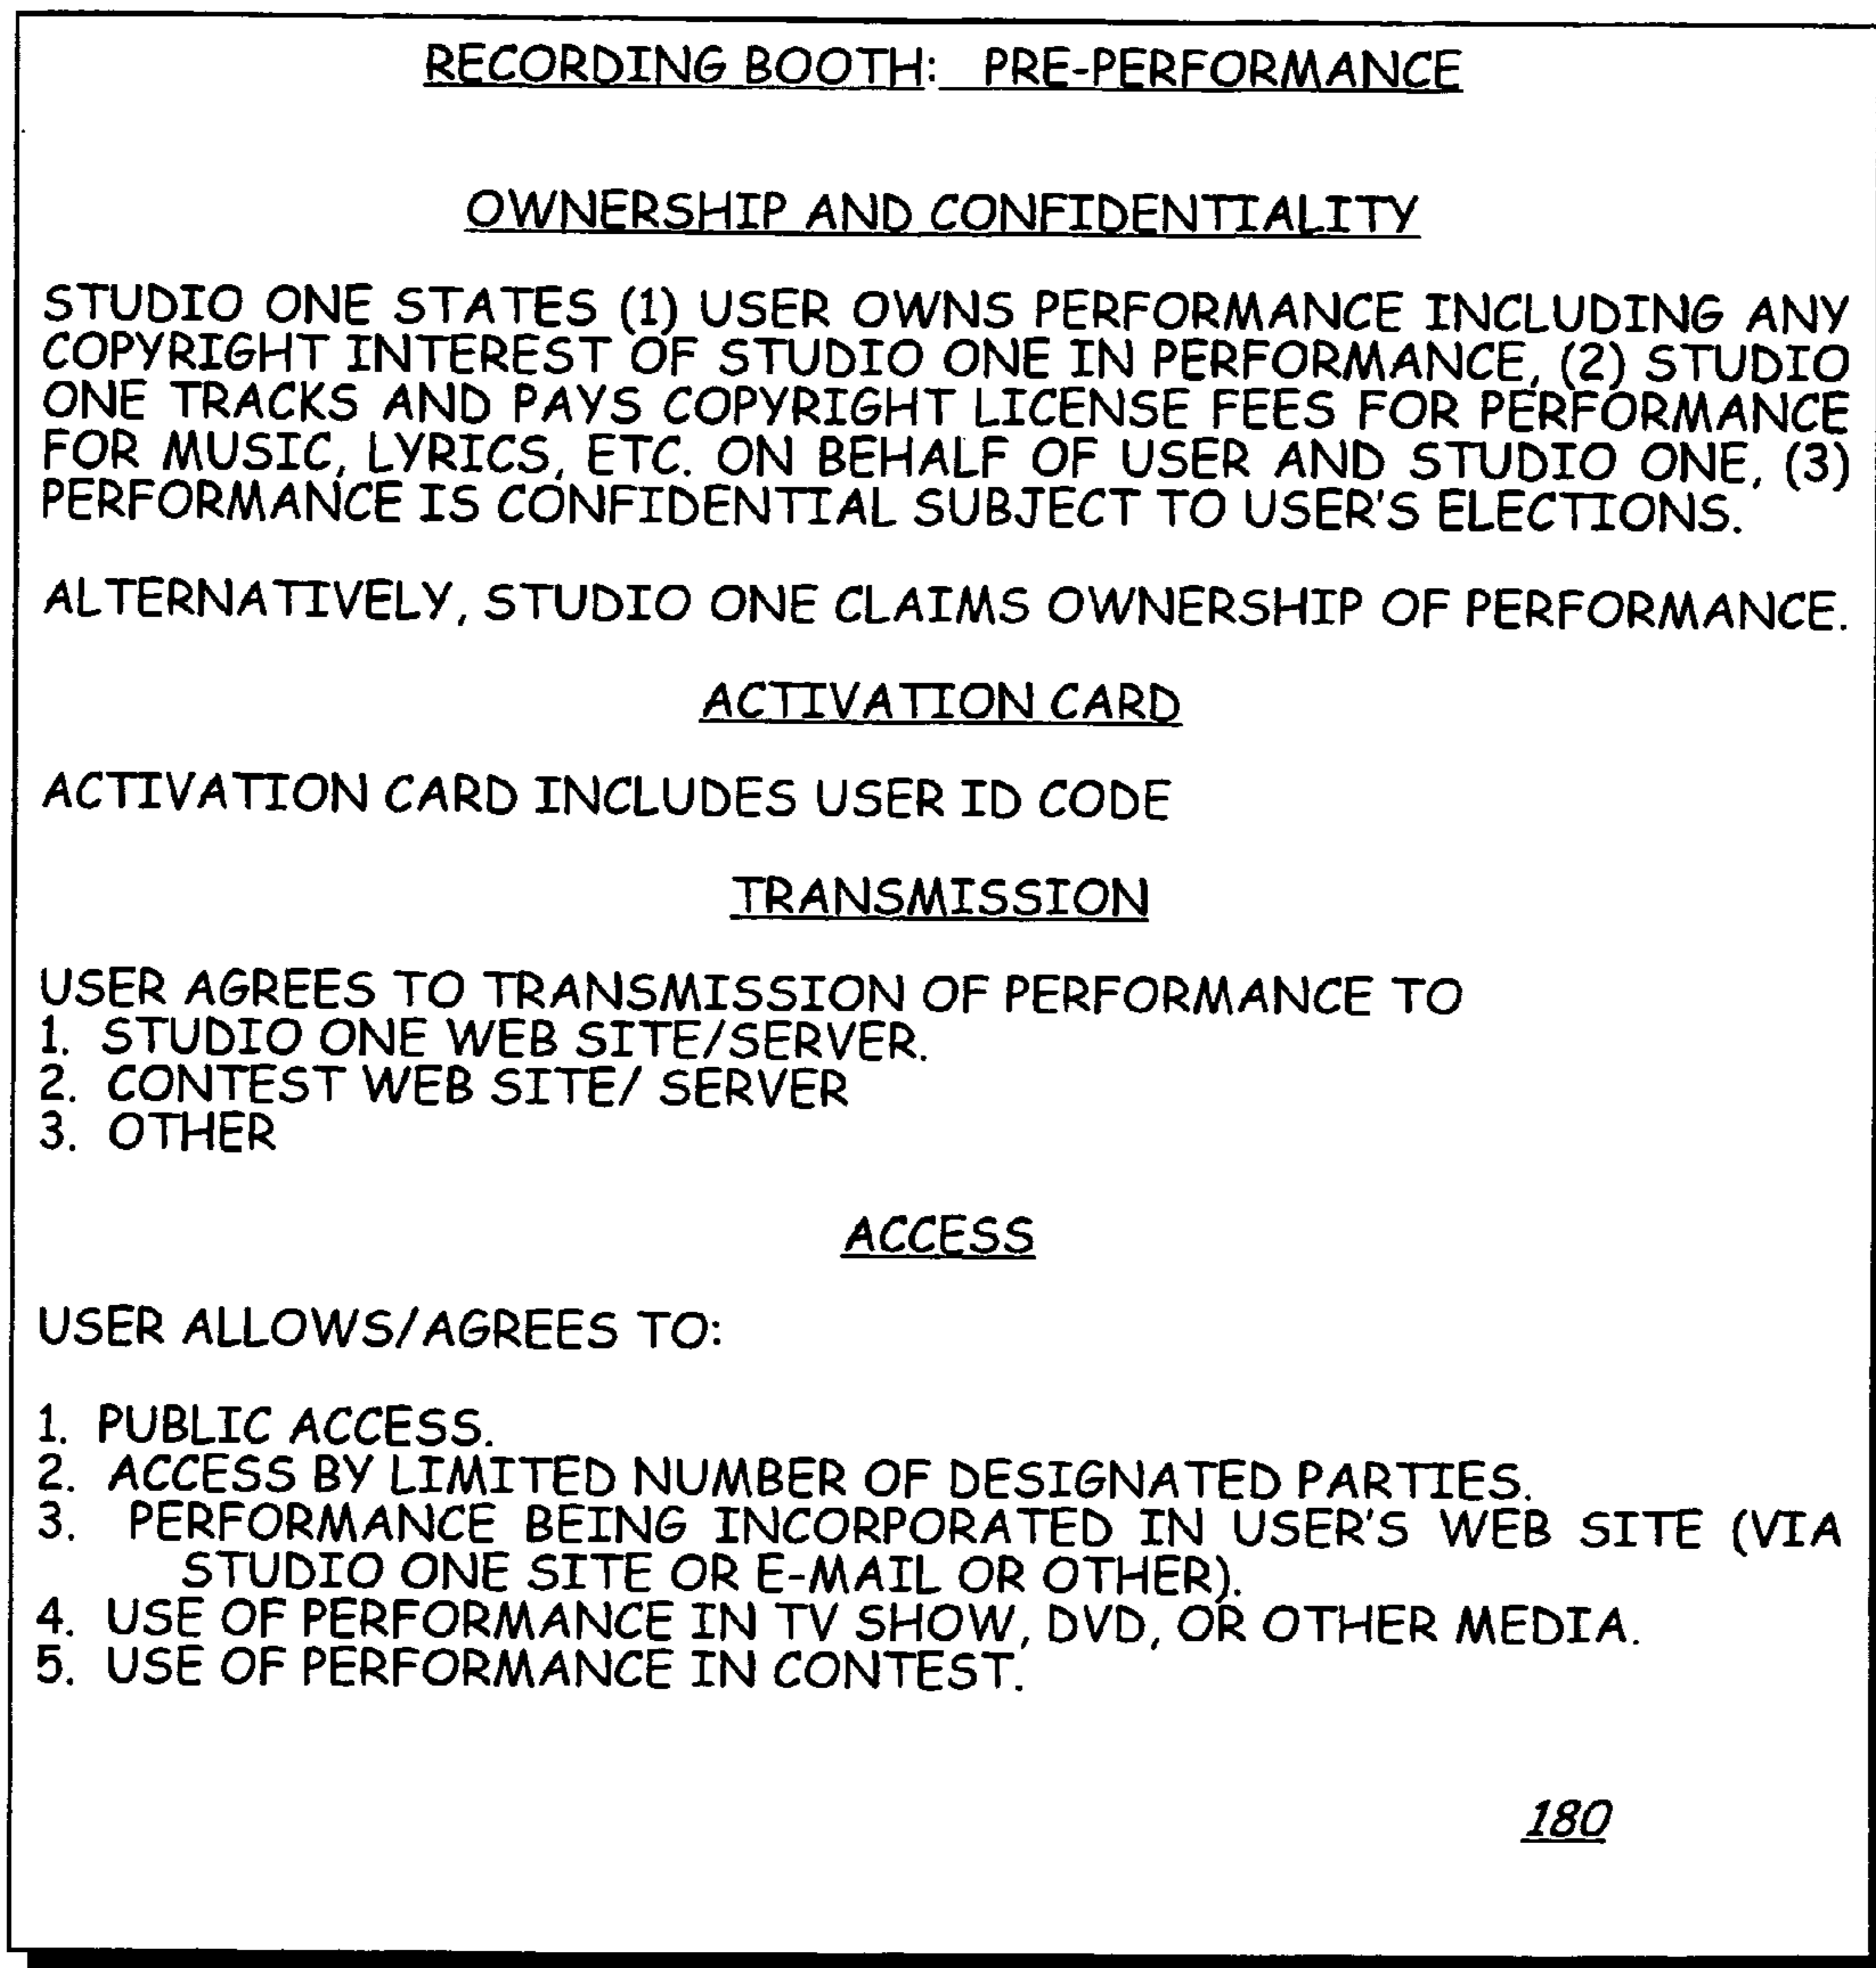 RECORDING BOOTH: PRE-PERFORMANCE
OWNERSHIP AND CONFIDENTIALITY
STUDIO ONE STATES (1) USER OWNS PERFORMANCE INCLUDING ANY
COPYRIGHT INTEREST OF STUDIO ONE IN PERFORMANCE, (2) STUDIO
ONE TRACKS AND PAYS COPYRIGHT LICENSE FEES FOR PERFORMANCE
FOR MUSIC, LYRICS, ETC. ON BEHALF OF USER AND STUDIO ONE, (3)
PERFORMANCE IS CONFIDENTIAL SUBJECT TO USER'S ELECTIONS.
ALTERNATIVELY, STUDIO ONE CLAIMS OWNERSHIP OF PERFORMANCE.
ACTIVATION CARD
ACTIVATION CARD INCLUDES USER ID CODE
TRANSMISSION
USER AGREES TO TRANSMISSION OF PERFORMANCE TO
1. STUDIO ONE WEB SITE/SERVER.
2. CONTEST WEB SITE/ SERVER
3. OTHER
ACCESS
USER ALLOWS/AGREES TO:
1. PUBLIC ACCESS.
2. ACCESS BY LIMITED NUMBER OF DESIGNATED PARTIES.
3. PERFORMANCE BEING INCORPORATED IN USER'S WEB SITE (VIA
STUDIO ONE SITE OR E-MAIL OR OTHER).
4. USE OF PERFORMANCE IN TV SHOW, DVD, OR OTHER MEDIA.
5. USE OF PERFORMANCE IN CONTEST.
180